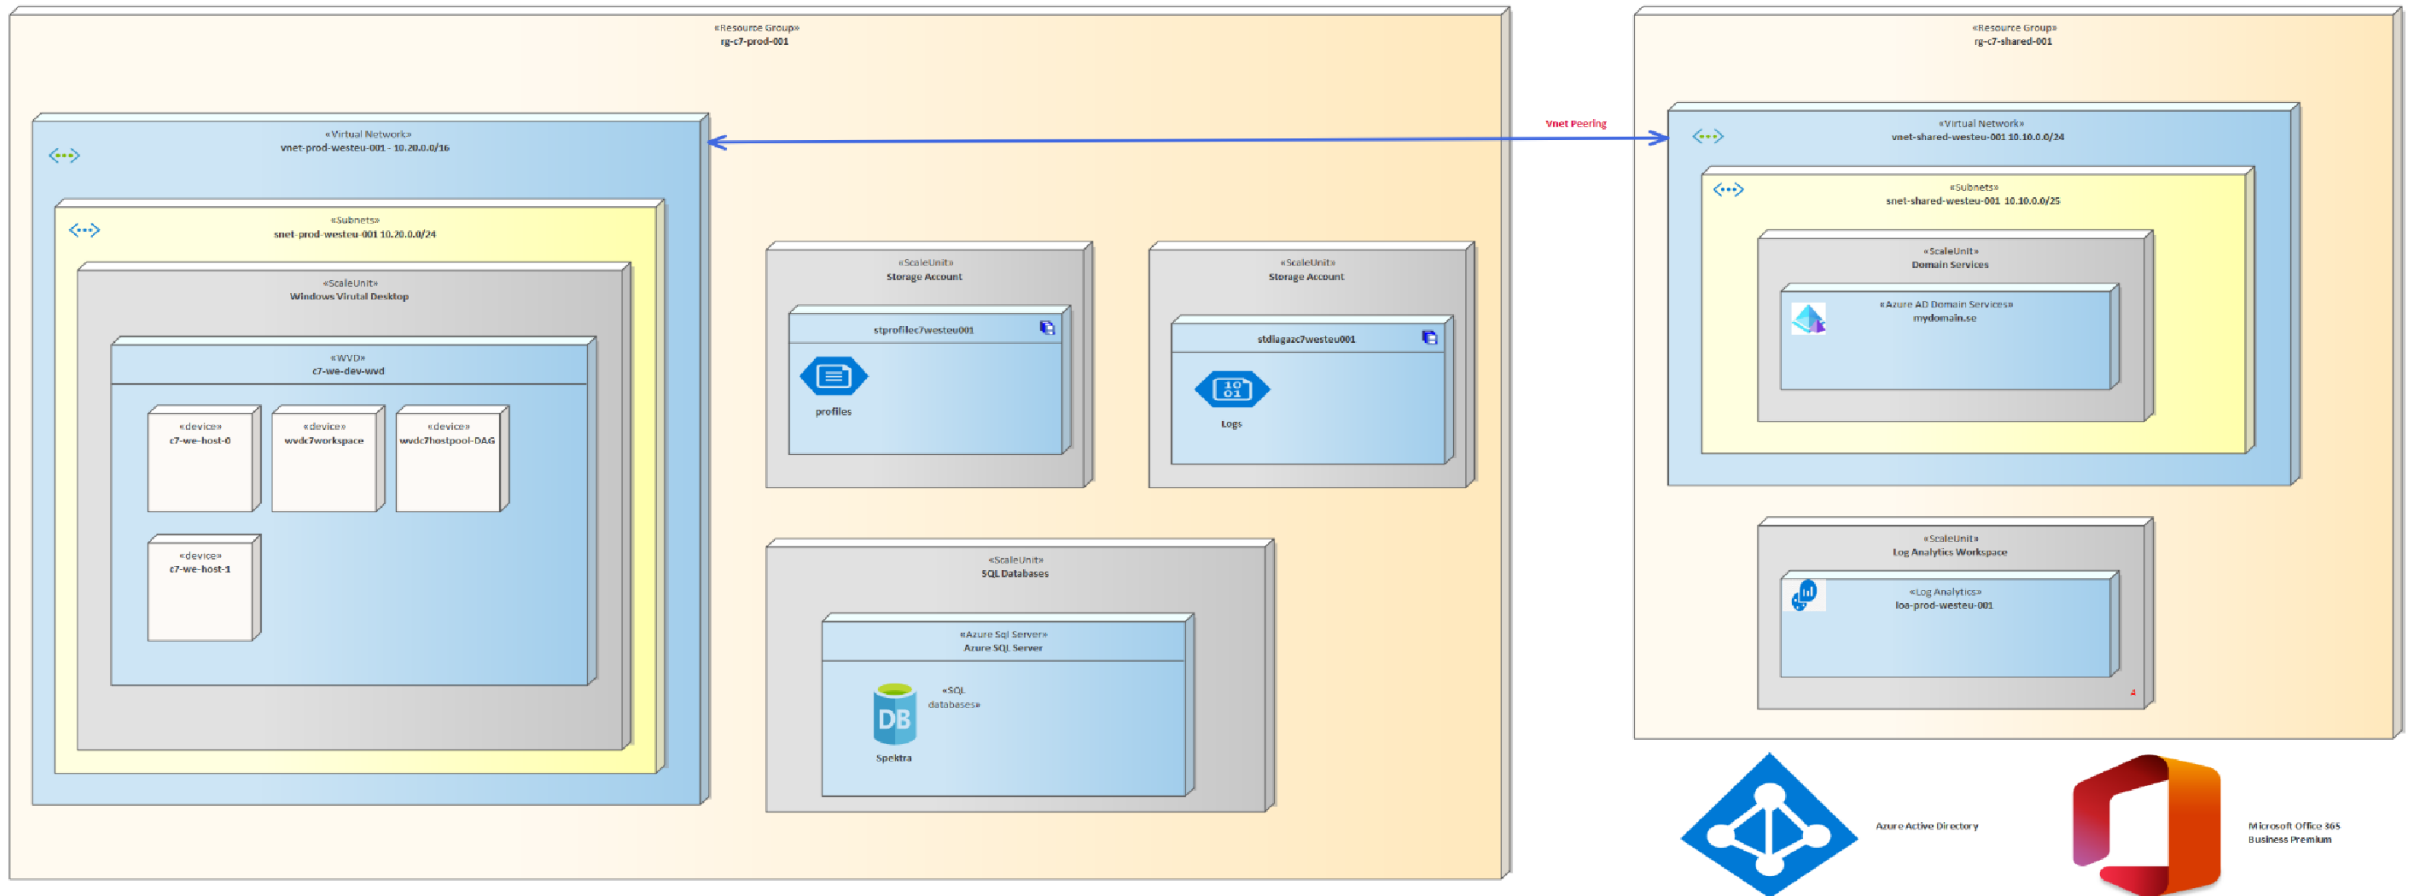 «Resource Group»
rg-c7-prod-001
«Virtual Network»
vnet-prod-westeu-001 - 10.20.0.0/16
«Subnets»
snet-prod-westeu-001 10.20.0.0/24
«ScaleUnit»
Windows Virutal Desktop
«WVD»
c7-we-dev-wvd
«device»
c7-we-host-0
«device»
wvdc7workspace
«device»
wvdc7hostpool-DAG
«device»
c7-we-host-1
«ScaleUnit»
Storage Account
stprofilec7westeu001
profiles
«ScaleUnit»
Storage Account
stdiagazc7westeu001
10
01
Logs
«ScaleUnit»
SQL Databases
«Azure Sql Server»
Azure SQL Server
DB
«SQL
databases»
Spektra
Vnet Peering
«Resource Group»
rg-c7-shared-001
«Virtual Network»
vnet-shared-westeu-001 10.10.0.0/24
«Subnets»
snet-shared-westeu-001 10.10.0.0/25
«ScaleUnit»
Domain Services
«Azure AD Domain Services»
mydomain.se
«ScaleUnit»
Log Analytics Workspace
«Log Analytics»
loa-prod-westeu-001
4
Azure Active Directory
Microsoft Office 365
Business Premium